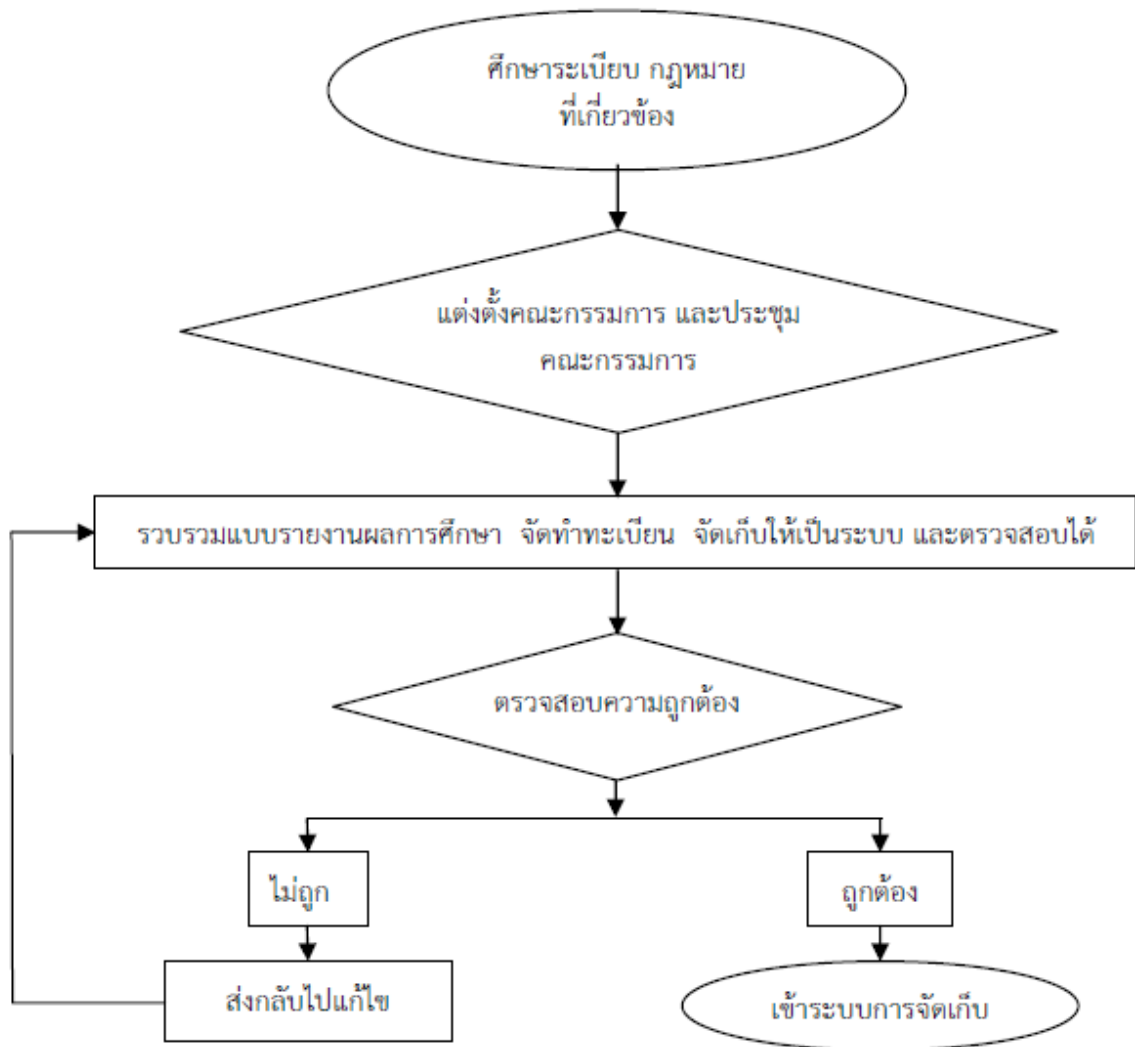 ศึกษาระเบียบ กฎหมาย
ที่เกี่ยวข้อง
แต่งตั้งคณะกรรมการ และประชุม
คณะกรรมการ
รวบรวมแบบรายงานผลการศึกษา จัดทำทะเบียน จัดเก็บให้เป็นระบบ และตรวจสอบได้
ตรวจสอบความถูกต้อง
ไม่ถูก
ถูกต้อง
ส่งกลับไปแก้ไข
เข้าระบบการจัดเก็บ